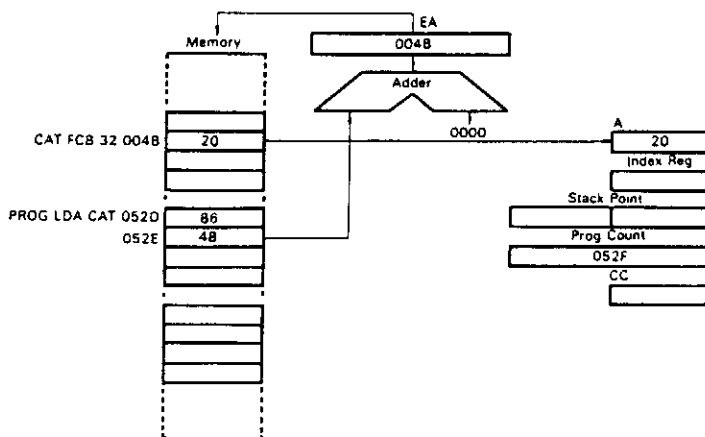 EA
Memory
004B
Adder
0000
A
CAT FCB 32 004B
20
20
Index Reg
Stack Point
PROG LDA CAT 052D
86
052E
4B
Prog Count
052F
CC